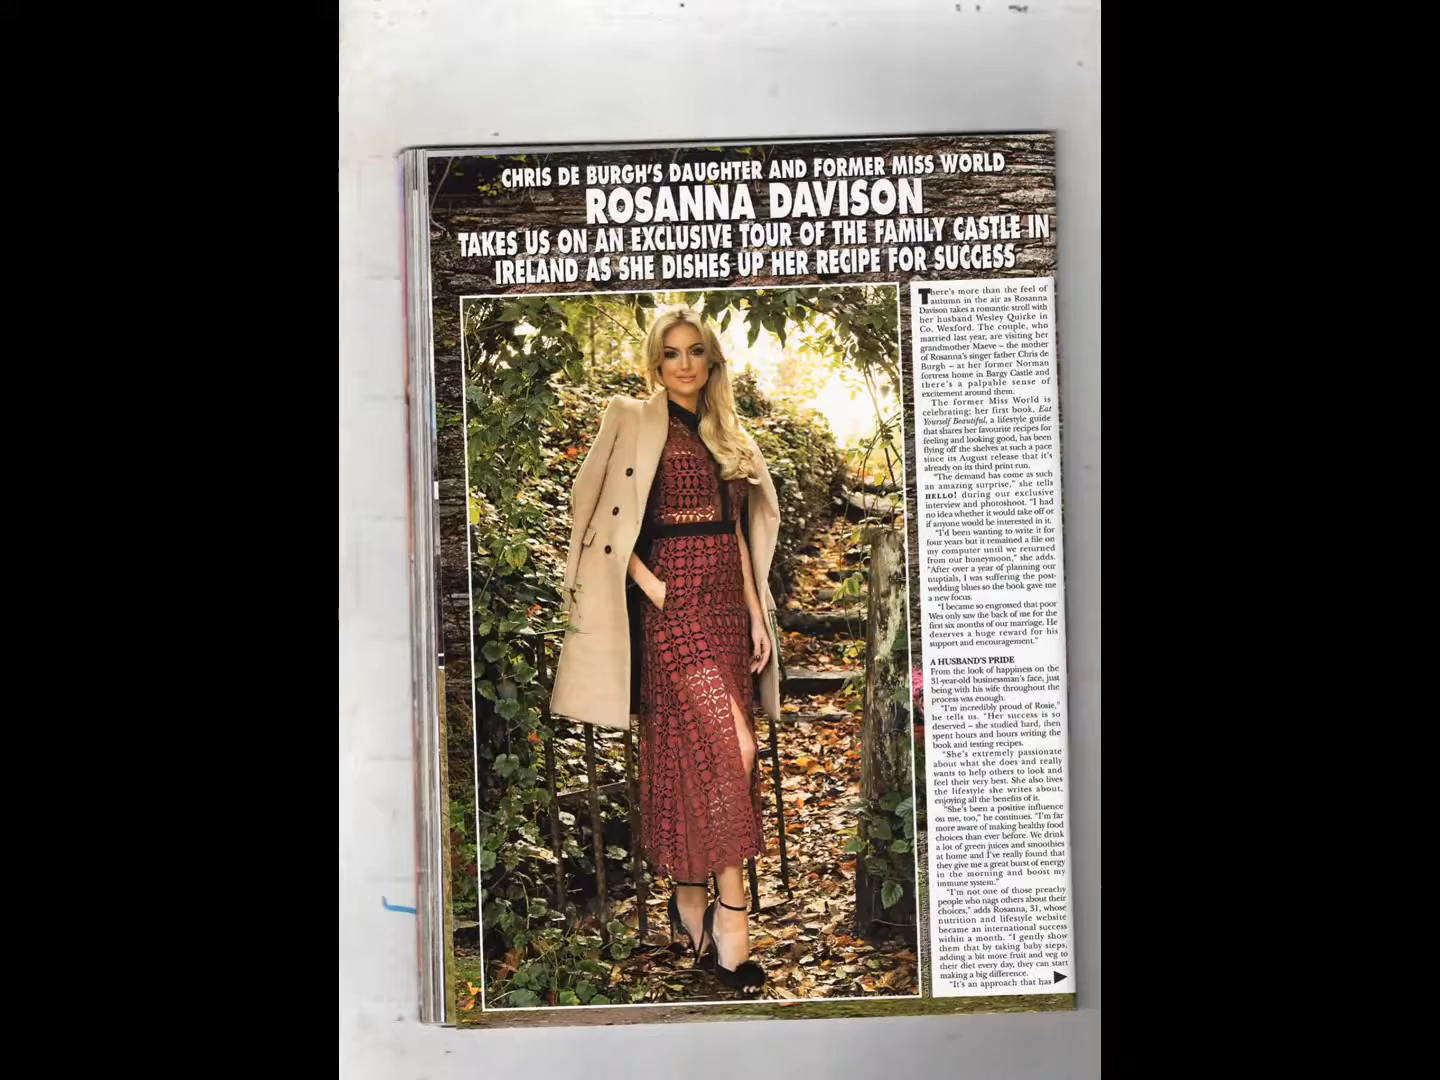 CHRIS DE BURGH'S DAUGHTER AND FORMER MISS WORLD
ROSANNA DAVISON
TAKES US ON AN EXCLUSIVE TOUR OF THE FAMILY CASTLE IN
IRELAND AS SHE DISHES UP HER RECIPE FOR SUCCESS
There's more than the feel of
autumn in the air as Rosanna
Davison takes a romantic stroll with
her husband Wesley Quirke in
Co. Wexford. The couple, who
married last year, are visiting her
grandmother Maeve – the mother
of Rosanna's singer father Chris de
Burgh – at her former Norman
fortress home in Bargy Castle and
there's a palpable sense of
excitement around them.
The former Miss World is
celebrating: her first book, Eat
Yourself Beautiful, a lifestyle guide
that shares her favourite recipes for
feeling and looking good, has been
flying off the shelves at such a pace
since its August release that it's
already on its third print run.
"The demand has come as such
an amazing surprise," she tells
HELLO! during our exclusive
interview and photoshoot. "I had
no idea whether it would take off or
if anyone would be interested in it.
"I'd been wanting to write it for
four years but it remained a file on
my computer until we returned
from our honeymoon," she adds.
"After over a year of planning our
nuptials, I was suffering the post-
wedding blues so the book gave me
a new focus.
"I became so engrossed that poor
Wes only saw the back of me for the
first six months of our marriage. He
deserves a huge reward for his
support and encouragement."
A HUSBAND'S PRIDE
From the look of happiness on the
31-year-old businessman's face, just
being with his wife throughout the
process was enough.
"I'm incredibly proud of Rosie,"
he tells us. "Her success is so
deserved – she studied hard, then
spent hours and hours writing the
book and testing recipes.
"She's extremely passionate
about what she does and really
wants to help others to look and
feel their very best. She also lives
the lifestyle she writes about,
enjoying all the benefits of it.
"She's been a positive influence
on me, too," he continues. "I'm far
more aware of making healthy food
choices than ever before. We drink
a lot of green juices and smoothies
at home and I've really found that
they give me a great burst of energy
in the morning and boost my
immune system."
"I'm not one of those preachy
people who nags others about their
choices," adds Rosanna, 31, whose
nutrition and lifestyle website
became an international success
within a month. "I gently show
them that by taking baby steps,
adding a bit more fruit and veg to
their diet every day, they can start
making a big difference.
"It's an approach that has